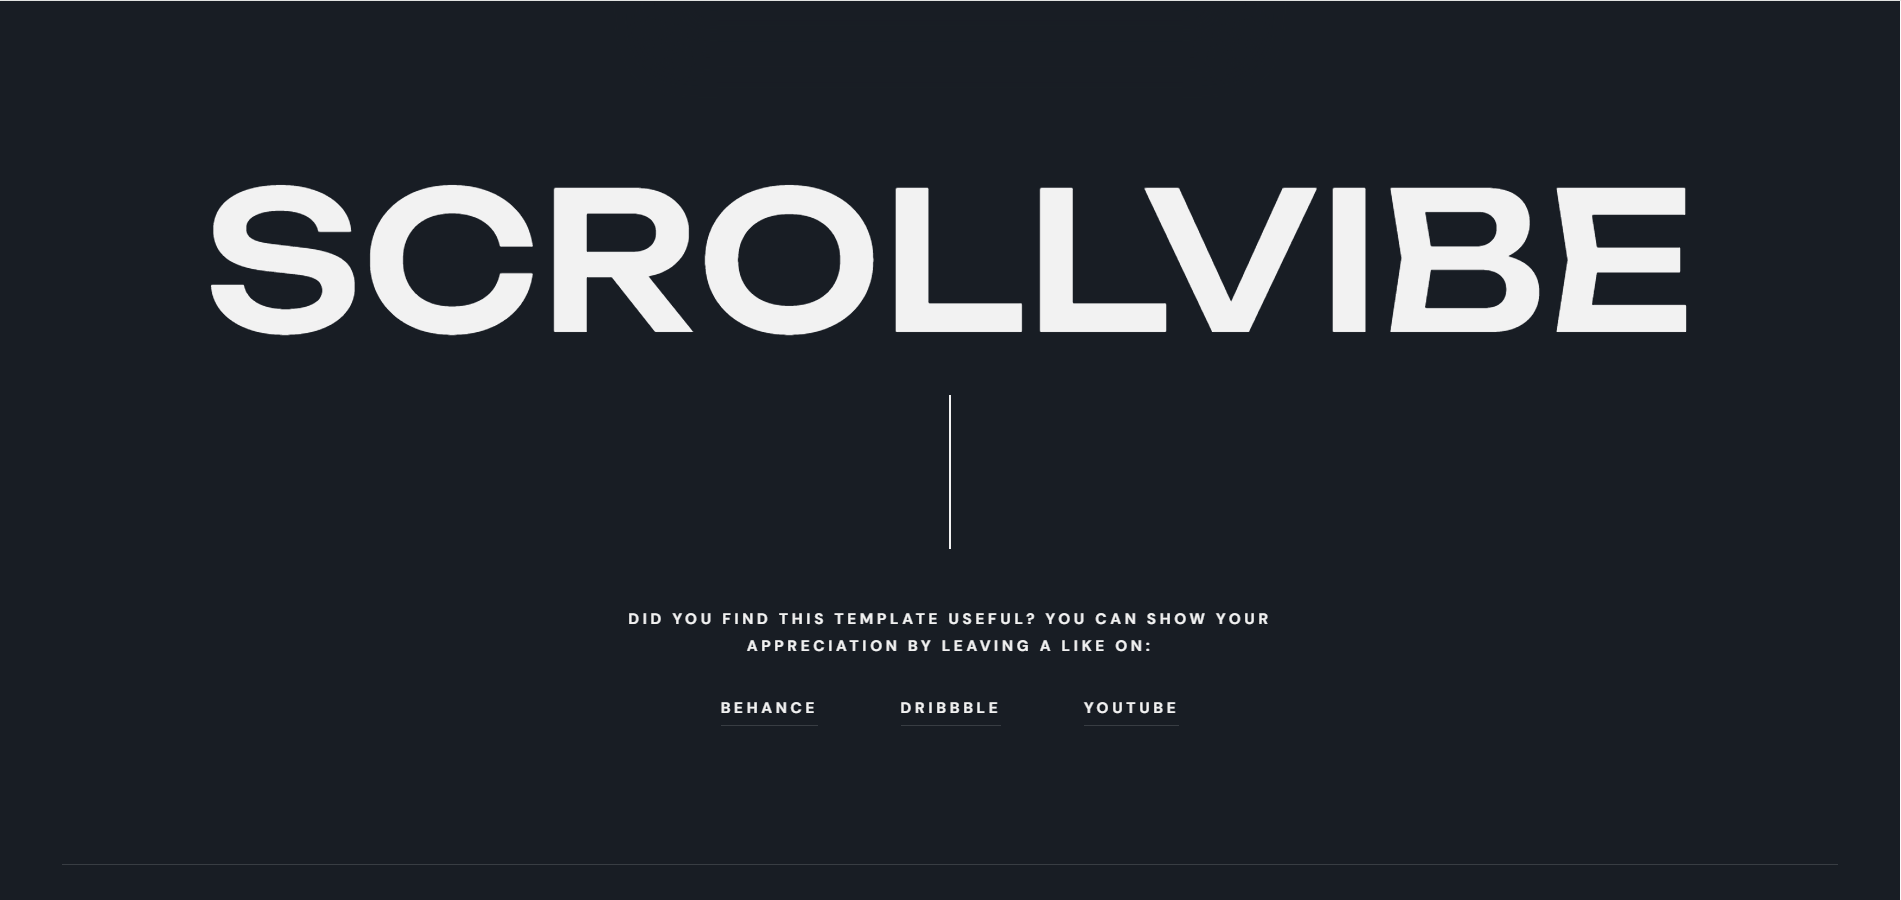 SCROLLVIBE
DID YOU FIND THIS TEMPLATE USEFUL? YOU CAN SHOW YOUR
APPRECIATION BY LEAVING A LIKE ON:
BEHANCE DRIBBBLE YOUTUBE